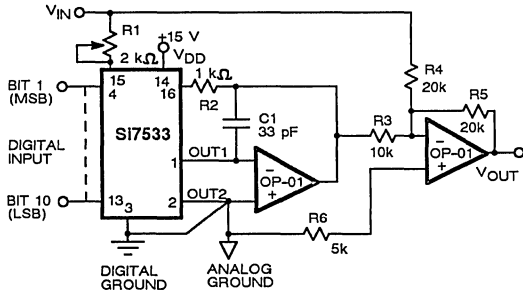 VIN
R1
2 kΩ
+15 V
VDD
BIT 1
(MSB)
15
4
14
16
1 kΩ
R2
Si7533
DIGITAL
INPUT
C1
33 pF
1
OUT1
2
OUT2
BIT 10
(LSB)
13
3
−
OP-01
+
R3
10k
R4
20k
R5
20k
−
OP-01
+
VOUT
R6
5k
DIGITAL
GROUND
ANALOG
GROUND